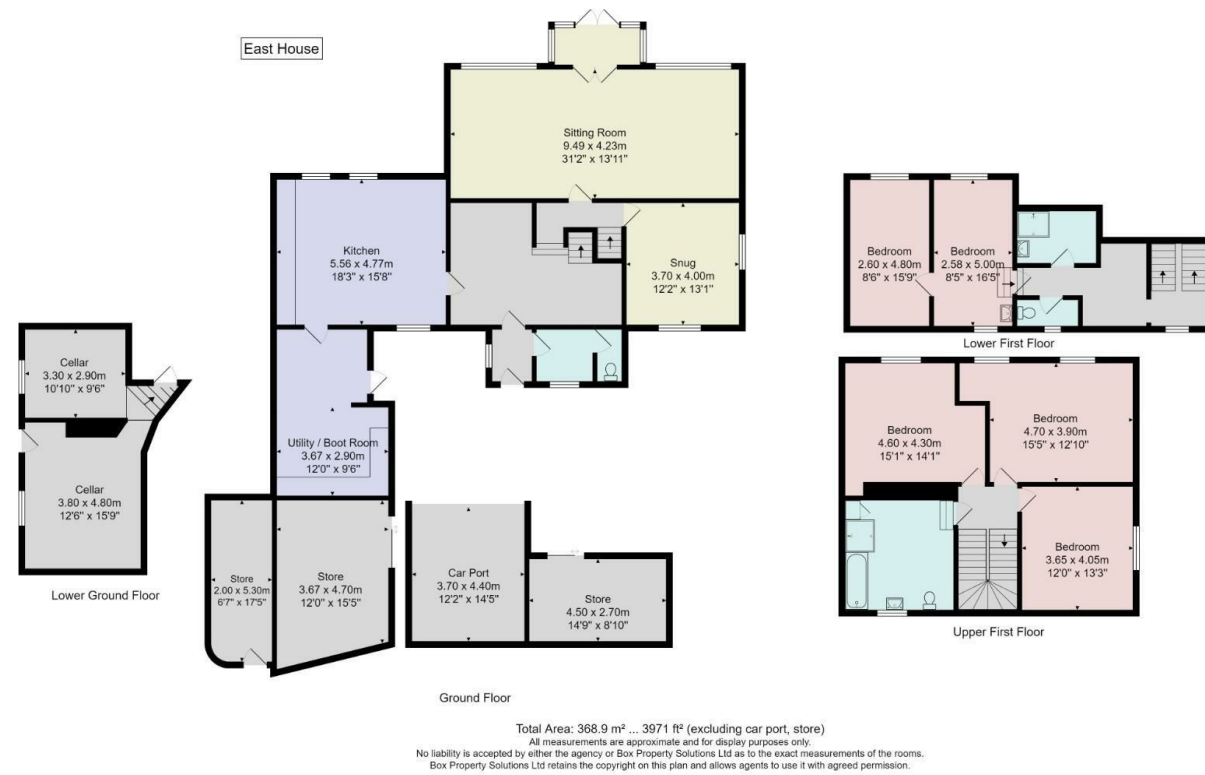 East House
Sitting Room
9.49 x 4.23m
31'2" x 13'11"
Kitchen
5.56 x 4.77m
18'3" x 15'8"
Snug
3.70 x 4.00m
12'2" x 13'1"
Utility / Boot Room
3.67 x 2.90m
12'0" x 9'6"
Store
2.00 x 5.30m
6'7" x 17'5"
Store
3.67 x 4.70m
12'0" x 15'5"
Car Port
3.70 x 4.40m
12'2" x 14'5"
Store
4.50 x 2.70m
14'9" x 8'10"
Ground Floor
Cellar
3.30 x 2.90m
10'10" x 9'6"
Cellar
3.80 x 4.80m
12'6" x 15'9"
Lower Ground Floor
Bedroom
2.60 x 4.80m
8'6" x 15'9"
Bedroom
2.58 x 5.00m
8'5" x 16'5"
Lower First Floor
Bedroom
4.60 x 4.30m
15'1" x 14'1"
Bedroom
4.70 x 3.90m
15'5" x 12'10"
Bedroom
3.65 x 4.05m
12'0" x 13'3"
Upper First Floor
Total Area: 368.9 m² ... 3971 ft² (excluding car port, store)
All measurements are approximate and for display purposes only.
No liability is accepted by either the agency or Box Property Solutions Ltd as to the exact measurements of the rooms.
Box Property Solutions Ltd retains the copyright on this plan and allows agents to use it with agreed permission.